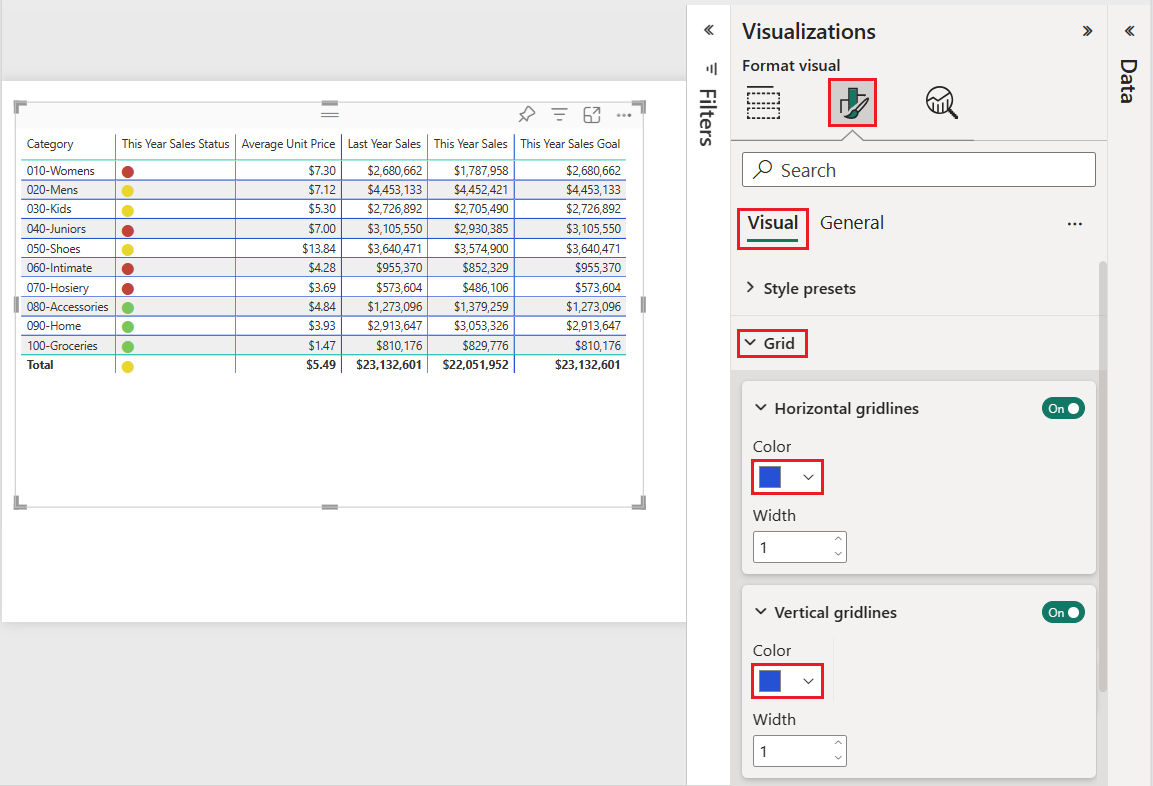 Category This Year Sales Status Average Unit Price Last Year Sales This Year Sales This Year Sales Goal
010-Womens $7.30 $2,680,662 $1,787,958 $2,680,662
020-Mens $7.12 $4,453,133 $4,452,421 $4,453,133
030-Kids $5.30 $2,726,892 $2,705,490 $2,726,892
040-Juniors $7.00 $3,105,550 $2,930,385 $3,105,550
050-Shoes $13.84 $3,640,471 $3,574,900 $3,640,471
060-Intimate $4.28 $955,370 $852,329 $955,370
070-Hosiery $3.69 $573,604 $486,106 $573,604
080-Accessories $4.84 $1,273,096 $1,379,259 $1,273,096
090-Home $3.93 $2,913,647 $3,053,326 $2,913,647
100-Groceries $1.47 $810,176 $829,776 $810,176
Total $5.49 $23,132,601 $22,051,952 $23,132,601
Filters
Visualizations
Format visual
Search
Visual General
Style presets
Grid
Horizontal gridlines On
Color
Width
1
Vertical gridlines On
Color
Width
1
Data